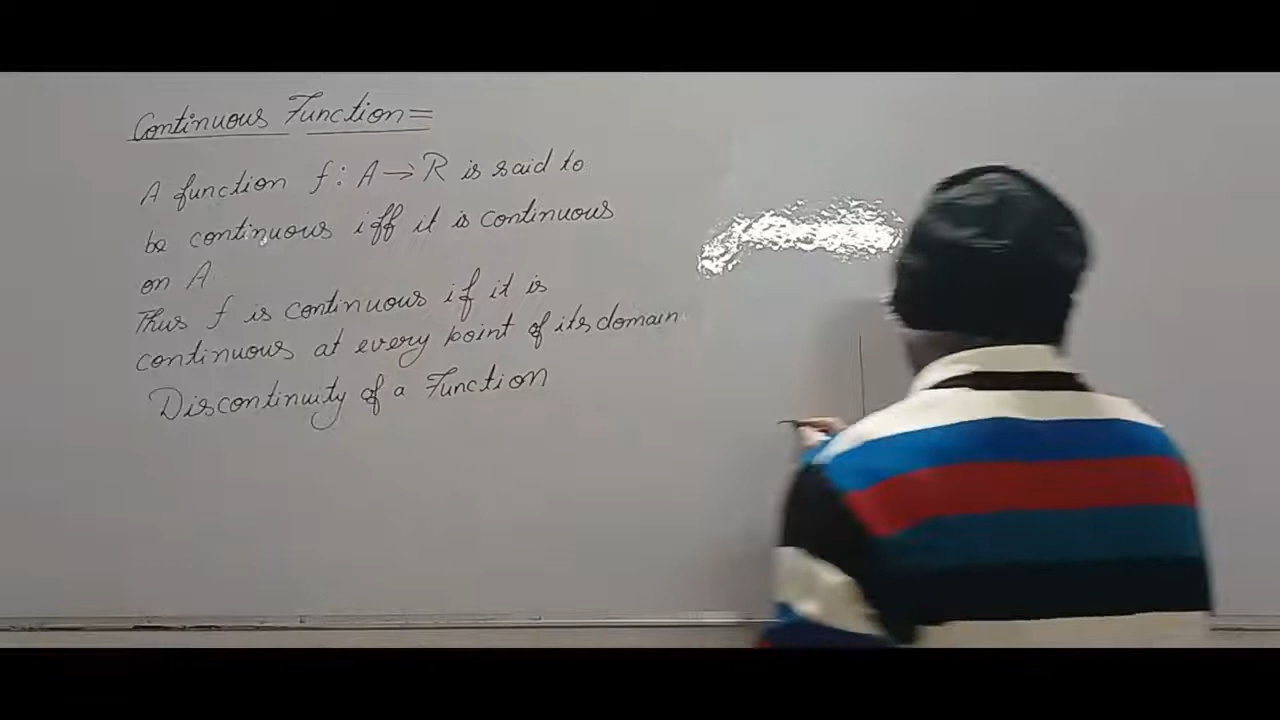 Continuous Function =
A function f : A → R is said to
be continuous iff it is continuous
on A.
Thus f is continuous if it is
continuous at every point of its domain
Discontinuity of a Function